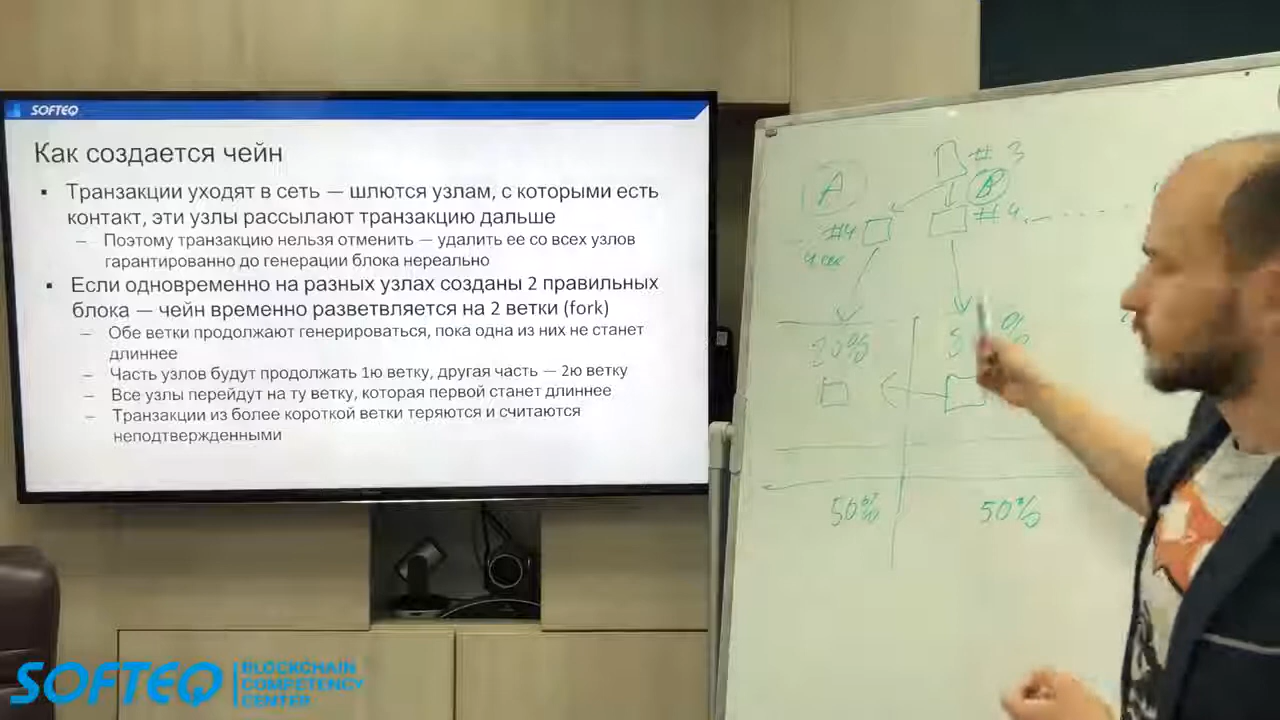 SOFTEQ
Как создается чейн
▪ Транзакции уходят в сеть — шлются узлам, с которыми есть
контакт, эти узлы рассылают транзакцию дальше
— Поэтому транзакцию нельзя отменить — удалить ее со всех узлов
гарантированно до генерации блока нереально
▪ Если одновременно на разных узлах созданы 2 правильных
блока — чейн временно разветвляется на 2 ветки (fork)
— Обе ветки продолжают генерироваться, пока одна из них не станет
длиннее
— Часть узлов будут продолжать 1ю ветку, другая часть — 2ю ветку
— Все узлы перейдут на ту ветку, которая первой станет длиннее
— Транзакции из более короткой ветки теряются и считаются
неподтвержденными
# 3
A
B
#4
#4
50%
50%
SOFTEQ
BLOCKCHAIN
COMPETENCY
CENTER